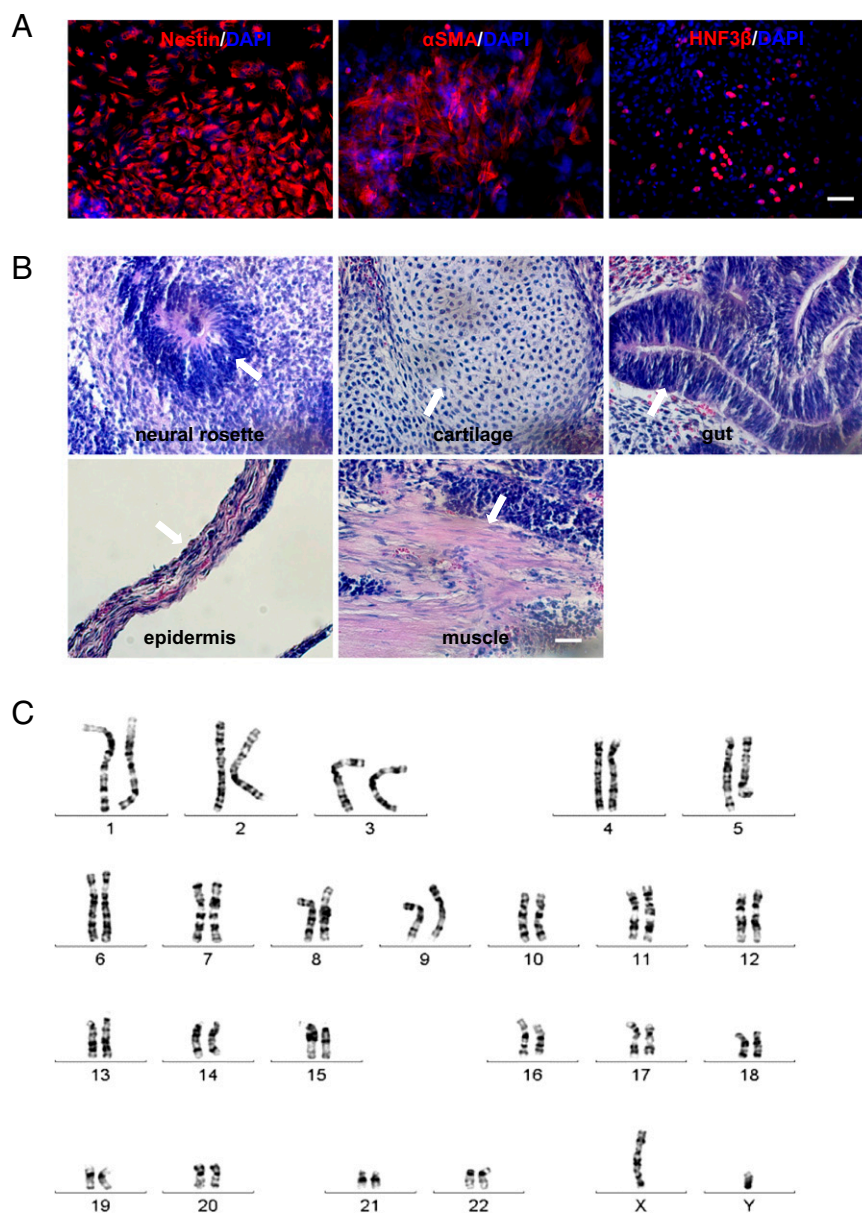 A
Nestin/DAPI
αSMA/DAPI
HNF3β/DAPI
B
neural rosette
cartilage
gut
epidermis
muscle
C
1 2 3 4 5
6 7 8 9 10 11 12
13 14 15 16 17 18
19 20 21 22 X Y